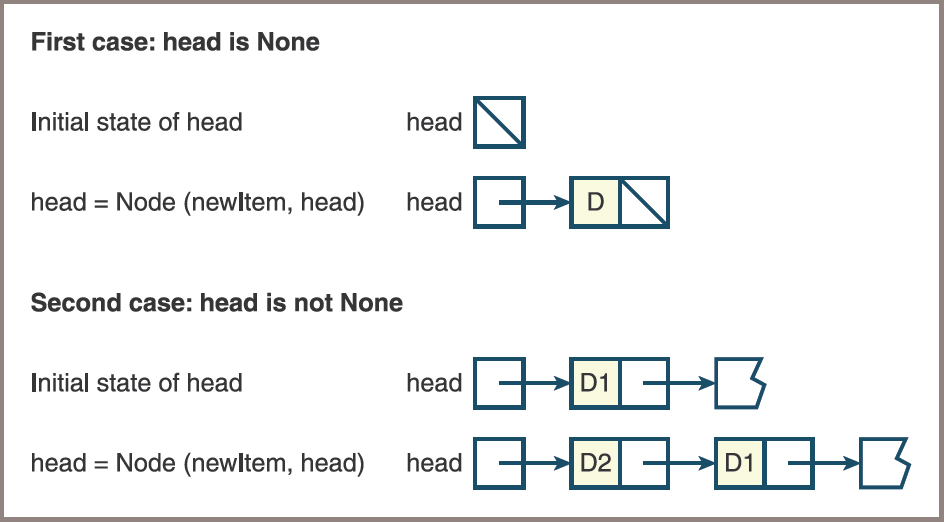 First case: head is None
Initial state of head head
head = Node (newItem, head) head D
Second case: head is not None
Initial state of head head D1
head = Node (newItem, head) head D2 D1